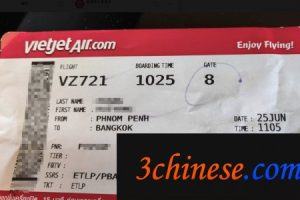 vietjetAir.com
Enjoy Flying!
FLIGHT BOARDING TIME GATE
VZ721 1025 8
LAST NAME
FIRST NAME
FROM : PHNOM PENH DATE : 25JUN
TO : BANGKOK TIME : 1105
PNR:
SSRS : ETLP/PBA
TKT : ETLP
3chinese.com